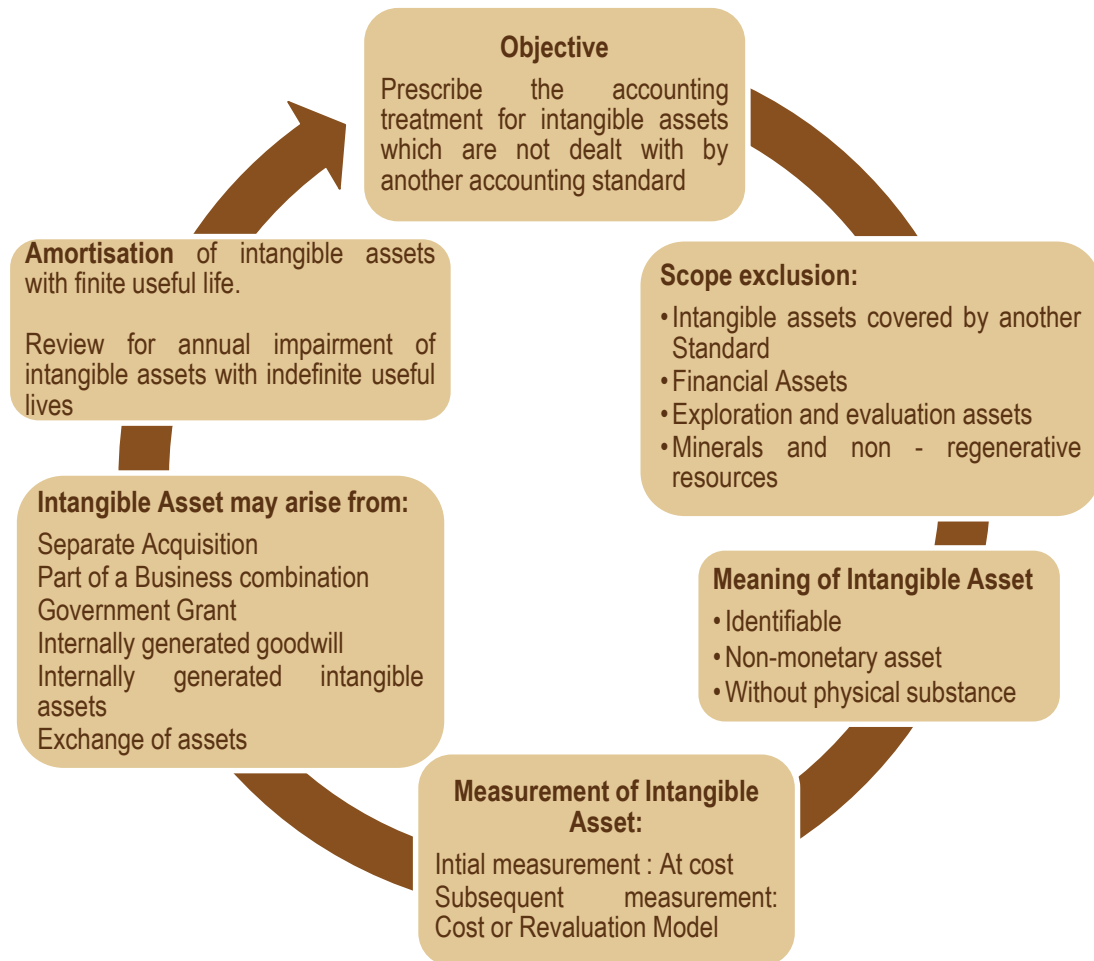 Objective
Prescribe the accounting
treatment for intangible assets
which are not dealt with by
another accounting standard
Scope exclusion:
• Intangible assets covered by another
Standard
• Financial Assets
• Exploration and evaluation assets
• Minerals and non - regenerative
resources
Meaning of Intangible Asset
• Identifiable
• Non-monetary asset
• Without physical substance
Measurement of Intangible
Asset:
Intial measurement : At cost
Subsequent measurement:
Cost or Revaluation Model
Intangible Asset may arise from:
Separate Acquisition
Part of a Business combination
Government Grant
Internally generated goodwill
Internally generated intangible
assets
Exchange of assets
Amortisation of intangible assets
with finite useful life.
Review for annual impairment of
intangible assets with indefinite useful
lives